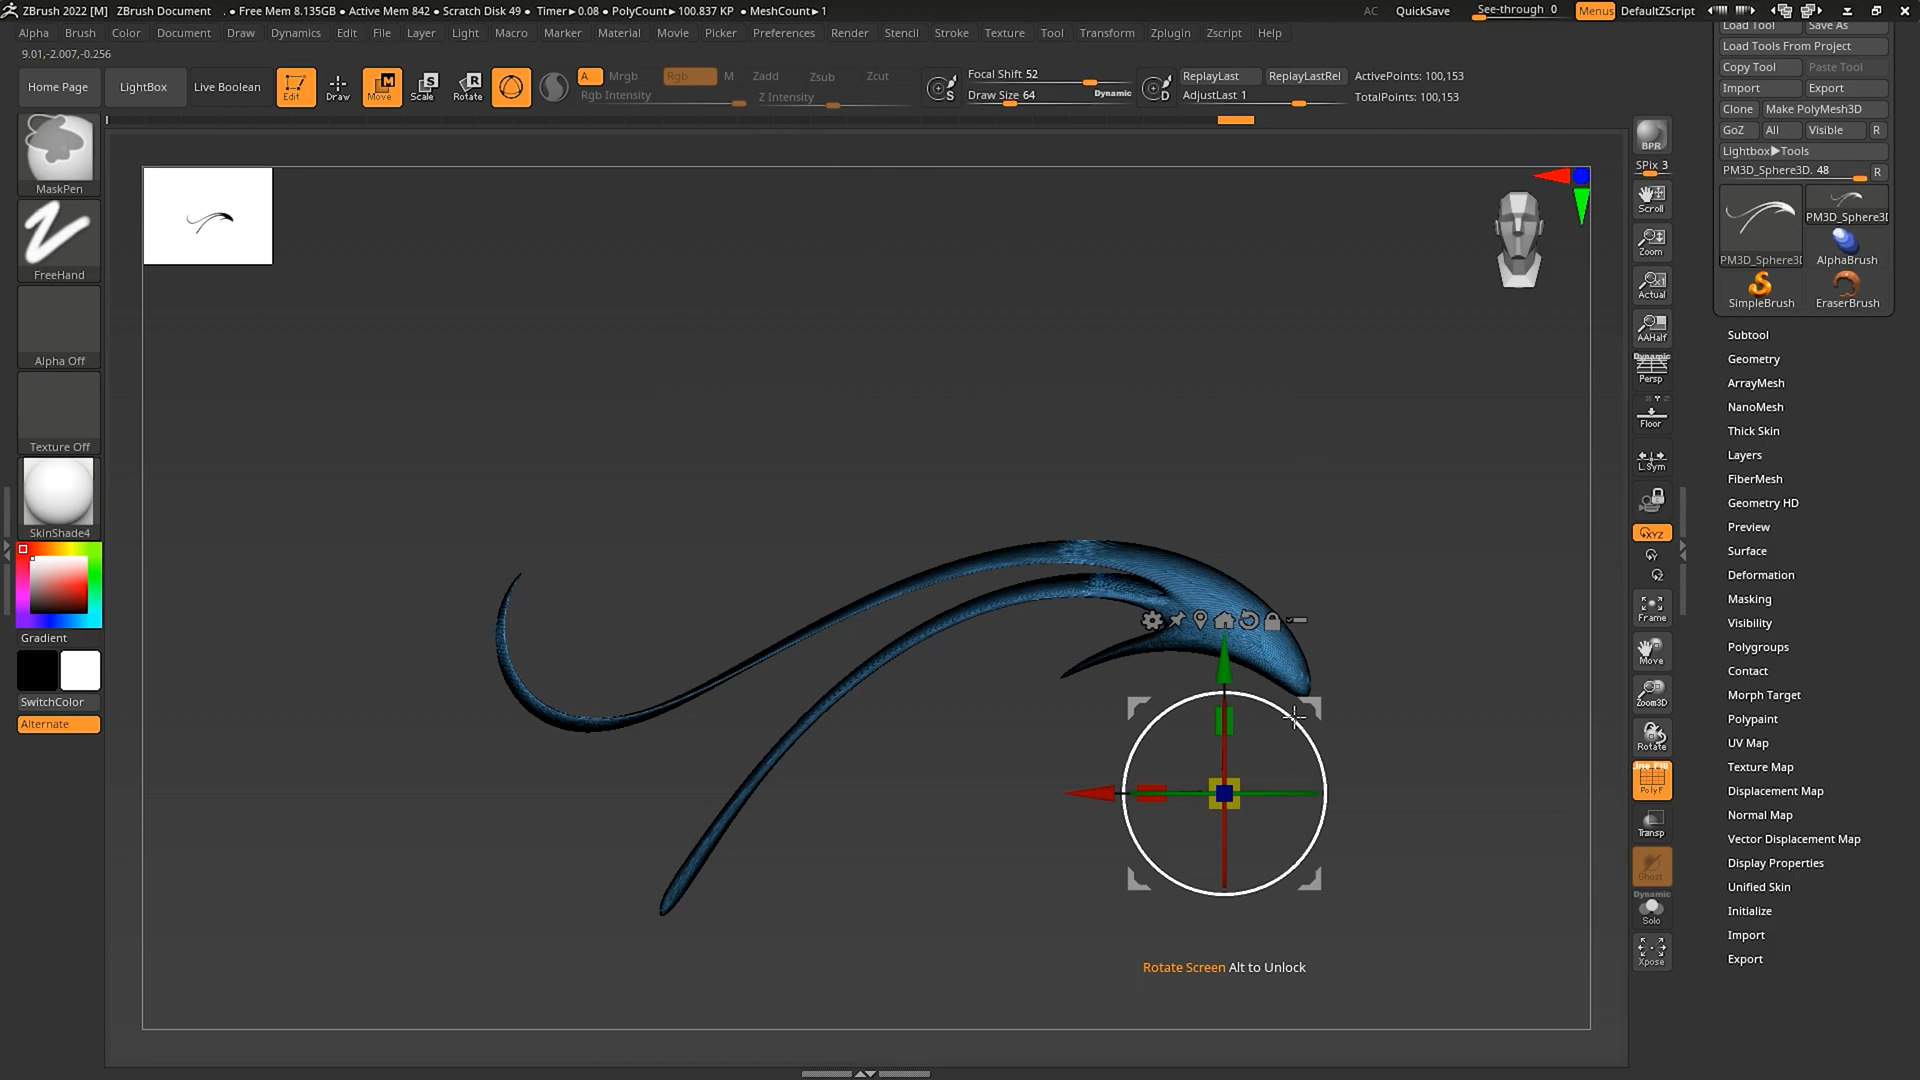 ZBrush 2022 [M] ZBrush Document . • Free Mem 8.135GB • Active Mem 842 • Scratch Disk 49 • Timer▸0.08 • PolyCount▸100.837 KP • MeshCount▸1 AC QuickSave See-through 0 Menus DefaultZScript
Alpha Brush Color Document Draw Dynamics Edit File Layer Light Macro Marker Material Movie Picker Preferences Render Stencil Stroke Texture Tool Transform Zplugin Zscript Help
9.01,-2.007,-0.256
Home Page LightBox Live Boolean Edit Draw Move Scale Rotate
A Mrgb Rgb M Zadd Zsub Zcut
Rgb Intensity Z Intensity
Focal Shift 52
Draw Size 64 Dynamic
ReplayLast ReplayLastRel ActivePoints: 100,153
AdjustLast 1 TotalPoints: 100,153
MaskPen
FreeHand
Alpha Off
Texture Off
SkinShade4
Gradient
SwitchColor
Alternate
Rotate Screen Alt to Unlock
BPR
SPix 3
Scroll
Zoom
Actual
AAHalf
Dynamic
Persp
Floor
L.Sym
XYZ
Frame
Move
Zoom3D
Rotate
Line Fill
PolyF
Transp
Ghost
Dynamic
Solo
Xpose
Load Tool Save As
Load Tools From Project
Copy Tool Paste Tool
Import Export
Clone Make PolyMesh3D
GoZ All Visible R
Lightbox▸Tools
PM3D_Sphere3D. 48 R
PM3D_Sphere3D
PM3D_Sphere3D AlphaBrush
SimpleBrush EraserBrush
Subtool
Geometry
ArrayMesh
NanoMesh
Thick Skin
Layers
FiberMesh
Geometry HD
Preview
Surface
Deformation
Masking
Visibility
Polygroups
Contact
Morph Target
Polypaint
UV Map
Texture Map
Displacement Map
Normal Map
Vector Displacement Map
Display Properties
Unified Skin
Initialize
Import
Export